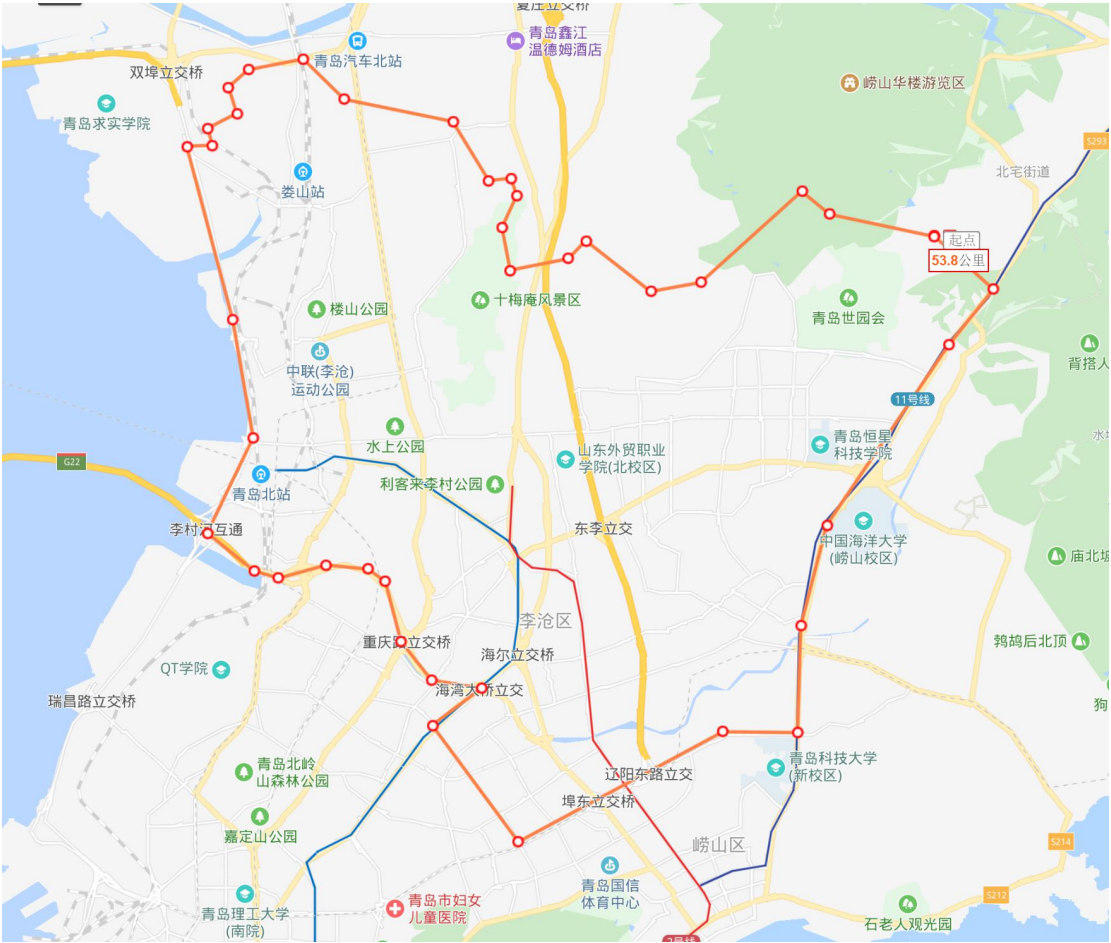 夏庄立交桥
青岛鑫江
温德姆酒店
青岛汽车北站
双埠立交桥
崂山华楼游览区
青岛求实学院
S293
北宅街道
娄山站
起点
53.8公里
十梅庵风景区
楼山公园
青岛世园会
中联(李沧)
运动公园
背搭人
11号线
水上公园
青岛恒星
科技学院
山东外贸职业
学院(北校区)
G22
利客来李村公园
青岛北站
李村河互通
东李立交
中国海洋大学
(崂山校区)
庙北坡
李沧区
重庆路立交桥
海尔立交桥
鹁鸪后北顶
QT学院
海湾大桥立交
瑞昌路立交桥
狗
青岛北岭
山森林公园
青岛科技大学
(新校区)
辽阳东路立交
埠东立交桥
嘉定山公园
崂山区
S214
青岛国信
体育中心
S212
青岛市妇女
儿童医院
青岛理工大学
(南院)
石老人观光园
2号线